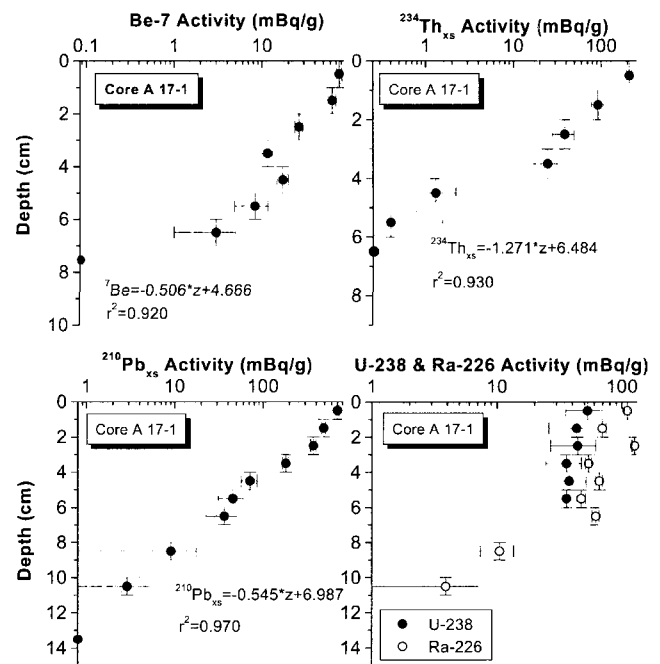 Be-7 Activity (mBq/g)
0.1 1 10
0
2
4
6
8
10
Depth (cm)
Core A 17-1
⁷Be=-0.506*z+4.666
r²=0.920
²³⁴Thxs Activity (mBq/g)
1 10 100
0
2
4
6
8
Core A 17-1
²³⁴Thxs=-1.271*z+6.484
r²=0.930
²¹⁰Pbxs Activity (mBq/g)
1 10 100
0
2
4
6
8
10
12
14
Depth (cm)
Core A 17-1
²¹⁰Pbxs=-0.545*z+6.987
r²=0.970
U-238 & Ra-226 Activity (mBq/g)
1 10 100
0
2
4
6
8
10
12
14
Core A 17-1
U-238
Ra-226